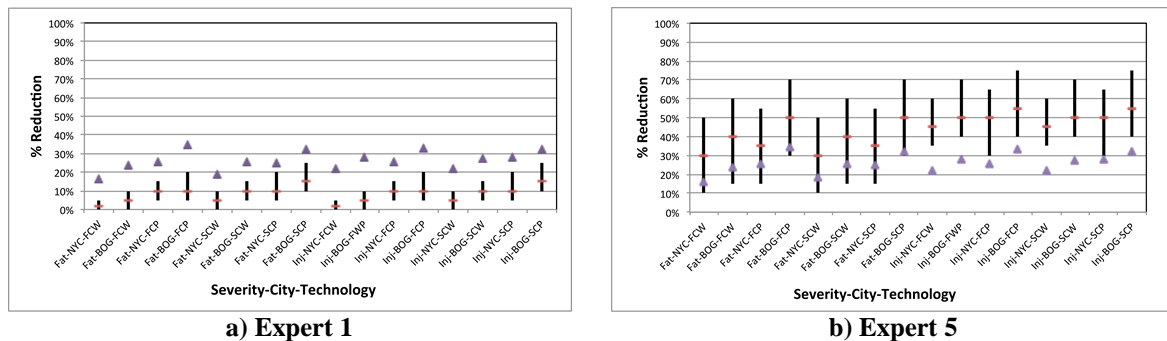 100%
90%
80%
70%
60%
50%
40%
30%
20%
10%
0%
% Reduction
Fat-NYC-FCW
Fat-BOG-FCW
Fat-NYC-FCP
Fat-BOG-FCP
Fat-NYC-SCW
Fat-BOG-SCW
Fat-NYC-SCP
Fat-BOG-SCP
Inj-NYC-FCW
Inj-BOG-FWP
Inj-NYC-FCP
Inj-BOG-FCP
Inj-NYC-SCW
Inj-BOG-SCW
Inj-NYC-SCP
Inj-BOG-SCP
Severity-City-Technology
a) Expert 1
100%
90%
80%
70%
60%
50%
40%
30%
20%
10%
0%
% Reduction
Fat-NYC-FCW
Fat-BOG-FCW
Fat-NYC-FCP
Fat-BOG-FCP
Fat-NYC-SCW
Fat-BOG-SCW
Fat-NYC-SCP
Fat-BOG-SCP
Inj-NYC-FCW
Inj-BOG-FWP
Inj-NYC-FCP
Inj-BOG-FCP
Inj-NYC-SCW
Inj-BOG-SCW
Inj-NYC-SCP
Inj-BOG-SCP
Severity-City-Technology
b) Expert 5